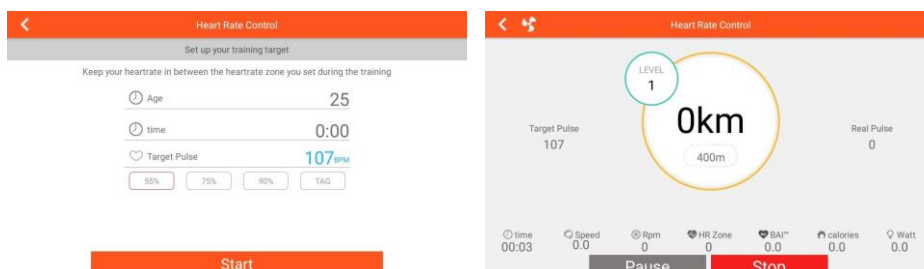 Heart Rate Control
Set up your training target
Keep your heartrate in between the heartrate zone you set during the training
Age 25
time 0:00
Target Pulse 107 BPM
55% 75% 90% TAG
Start
Heart Rate Control
LEVEL
1
0km
400m
Target Pulse
107
Real Pulse
0
time Speed Rpm HR Zone BAI™ calories Watt
00:03 0.0 0 0 0.0 0.0 0.0
Pause Stop